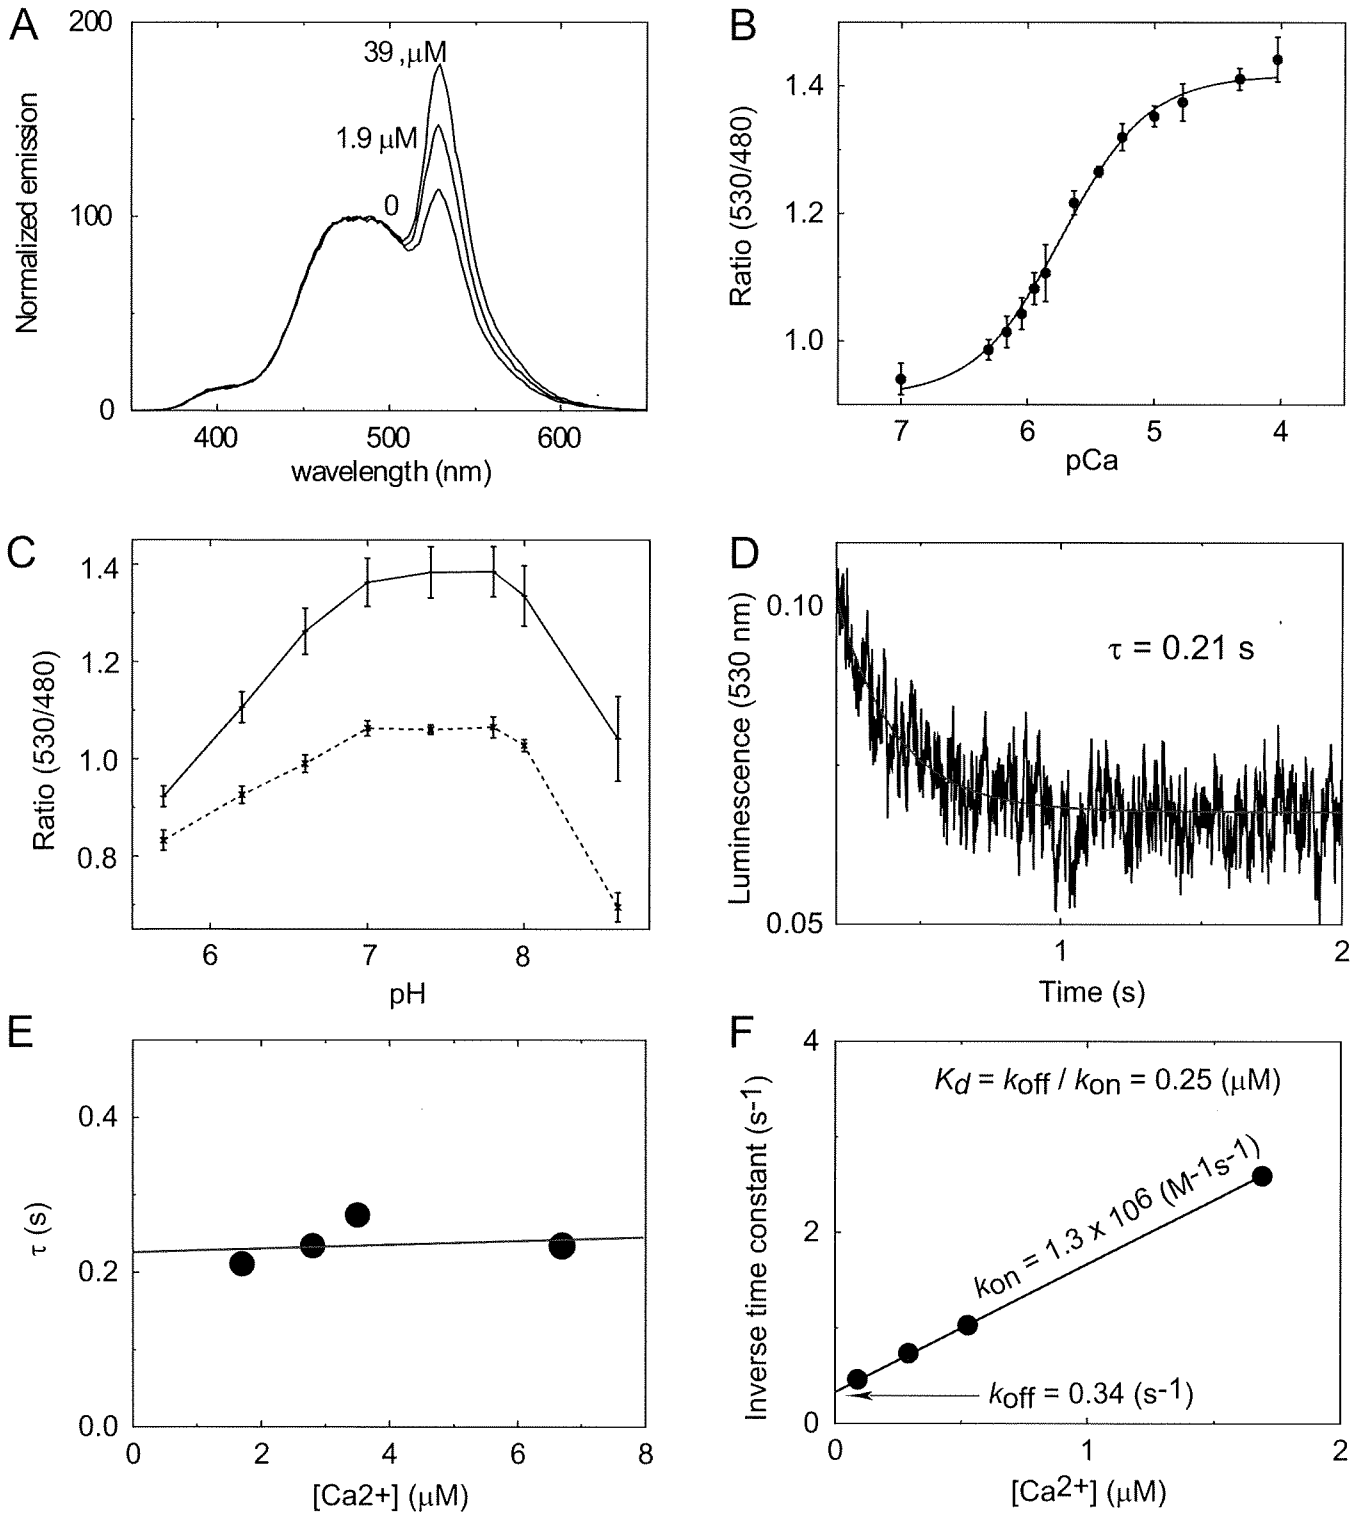 A
200
100
0
Normalized emission
39 ,μM
1.9 μM
0
400 500 600
wavelength (nm)
B
1.4
1.2
1.0
Ratio (530/480)
7 6 5 4
pCa
C
1.4
1.2
1.0
0.8
Ratio (530/480)
6 7 8
pH
D
0.10
0.05
Luminescence (530 nm)
τ = 0.21 s
1 2
Time (s)
E
0.4
0.2
0.0
τ (s)
0 2 4 6 8
[Ca2+] (μM)
F
4
2
0
Inverse time constant (s-1)
Kd = koff / kon = 0.25 (μM)
kon = 1.3 x 106 (M-1s-1)
koff = 0.34 (s-1)
0 1 2
[Ca2+] (μM)